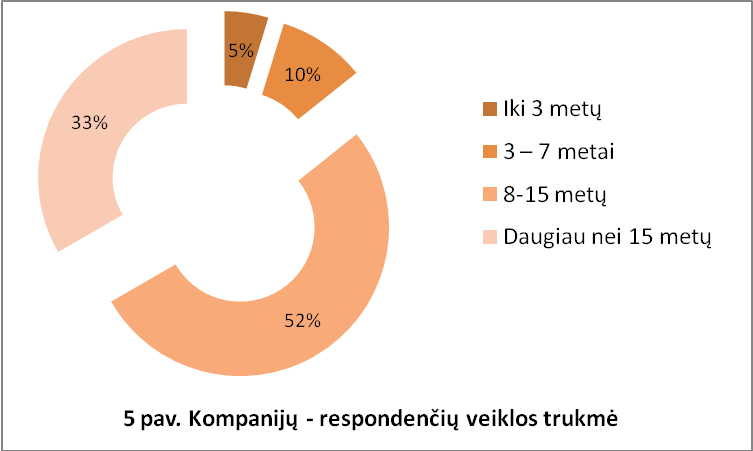 5%
10%
33%
52%
Iki 3 metų
3 – 7 metai
8-15 metų
Daugiau nei 15 metų
5 pav. Kompanijų - respondenčių veiklos trukmė